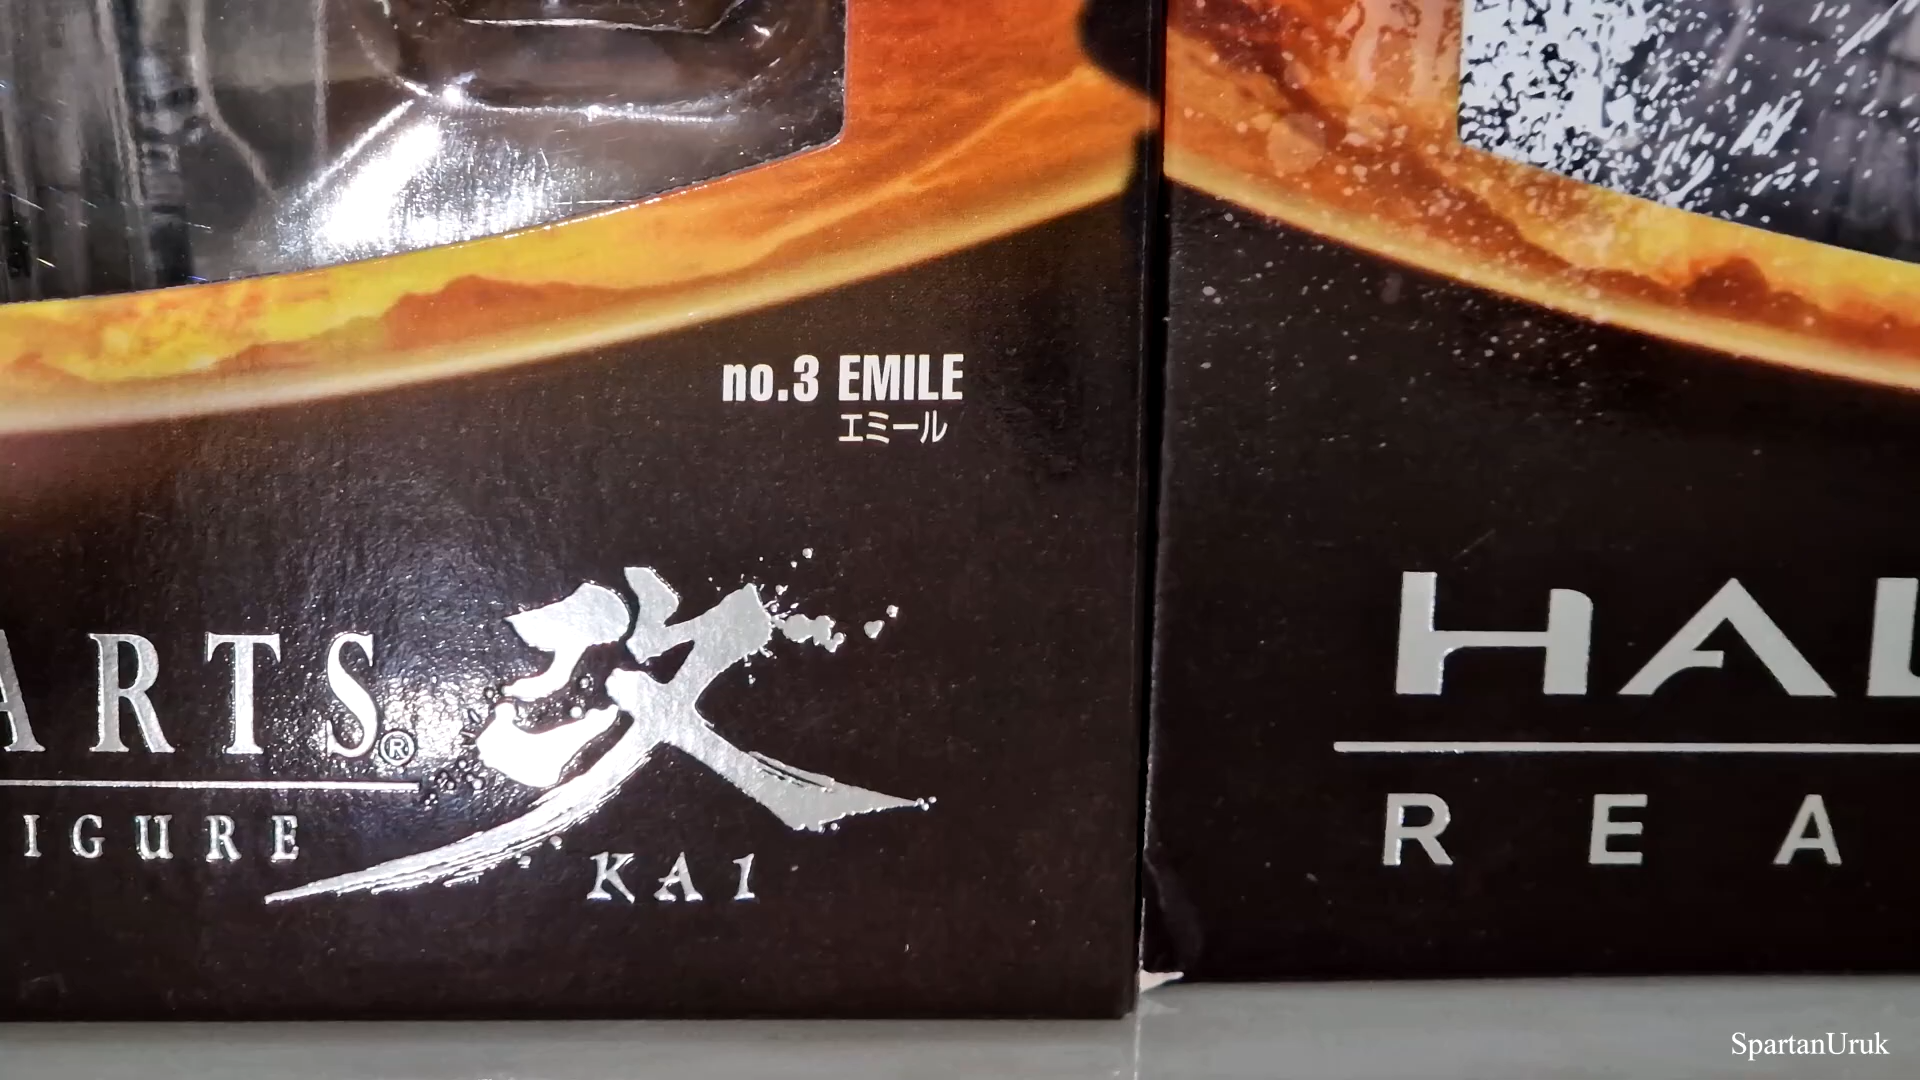 no.3 EMILE
エミール
ARTS®
IGURE
改
KAI
HAL
REA
SpartanUruk